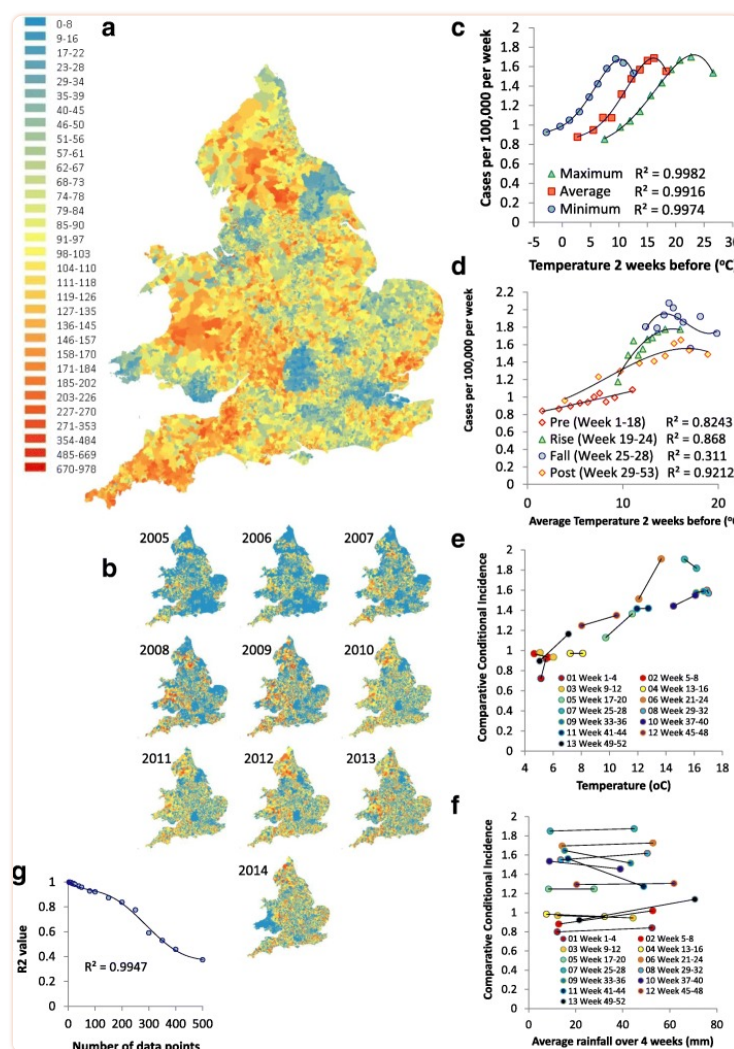 a
0-8
9-16
17-22
23-28
29-34
35-39
40-45
46-50
51-56
57-61
62-67
68-73
74-78
79-84
85-90
91-97
98-103
104-110
111-118
119-126
127-135
136-145
146-157
158-170
171-184
185-202
203-226
227-270
271-353
354-484
485-669
670-978
b
2005
2006
2007
2008
2009
2010
2011
2012
2013
2014
g
R2 value
1
0.8
0.6
0.4
0.2
0
R² = 0.9947
0 100 200 300 400 500
Number of data points
c
Cases per 100,000 per week
2
1.8
1.6
1.4
1.2
1
0.8
0.6
0.4
0.2
0
Maximum R² = 0.9982
Average R² = 0.9916
Minimum R² = 0.9974
-5 0 5 10 15 20 25 30
Temperature 2 weeks before (°C)
d
Cases per 100,000 per week
2.2
2
1.8
1.6
1.4
1.2
1
0.8
0.6
0.4
0.2
0
Pre (Week 1-18) R² = 0.8243
Rise (Week 19-24) R² = 0.868
Fall (Week 25-28) R² = 0.311
Post (Week 29-53) R² = 0.9212
0 10 20
Average Temperature 2 weeks before (°C
e
Comparative Conditional Incidence
2
1.8
1.6
1.4
1.2
1
0.8
0.6
0.4
0.2
0
01 Week 1-4 02 Week 5-8
03 Week 9-12 04 Week 13-16
05 Week 17-20 06 Week 21-24
07 Week 25-28 08 Week 29-32
09 Week 33-36 10 Week 37-40
11 Week 41-44 12 Week 45-48
13 Week 49-52
4 6 8 10 12 14 16 18
Temperature (oC)
f
Comparative Conditional Incidence
2
1.8
1.6
1.4
1.2
1
0.8
0.6
0.4
0.2
0
01 Week 1-4 02 Week 5-8
03 Week 9-12 04 Week 13-16
05 Week 17-20 06 Week 21-24
07 Week 25-28 08 Week 29-32
09 Week 33-36 10 Week 37-40
11 Week 41-44 12 Week 45-48
13 Week 49-52
0 20 40 60 80
Average rainfall over 4 weeks (mm)